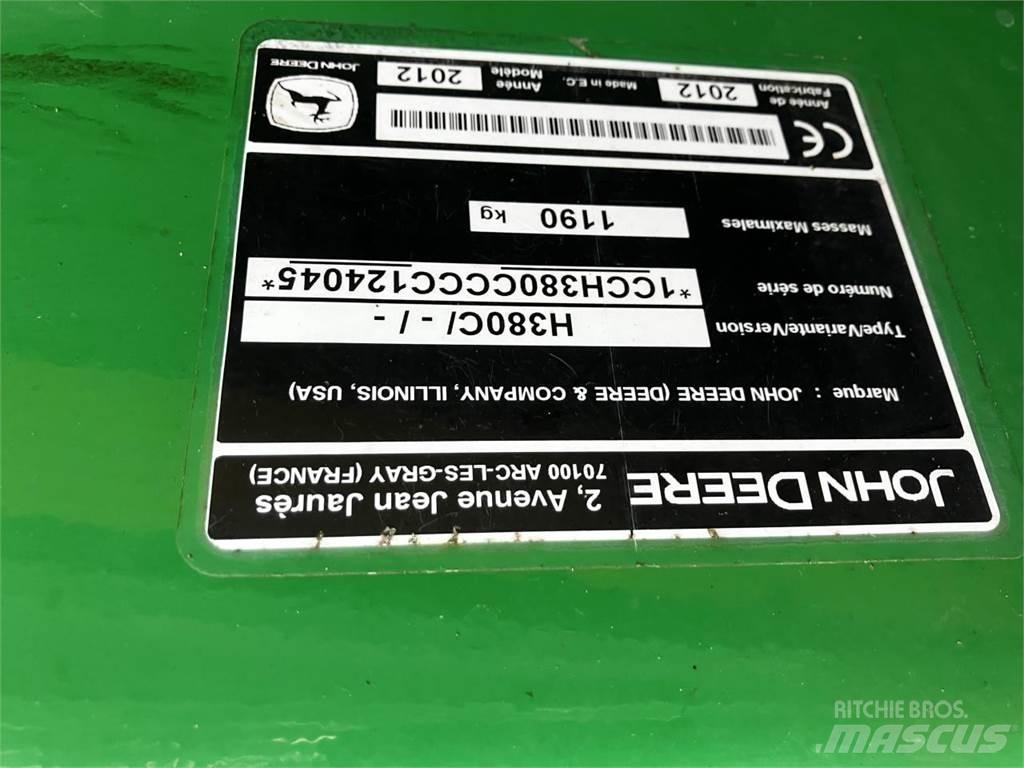 JOHN DEERE
2, Avenue Jean Jaurès
70100 ARC-LES-GRAY (FRANCE)
Marque : JOHN DEERE (DEERE & COMPANY, ILLINOIS, USA)
Type/Variante/Version H380C/ - / -
Numéro de série *1CCH380CCCC124045*
Masses Maximales 1190 kg
CE
Année de Fabrication 2012
Made in E.C.
Année Modèle 2012
JOHN DEERE
RITCHIE BROS.
MASCUS